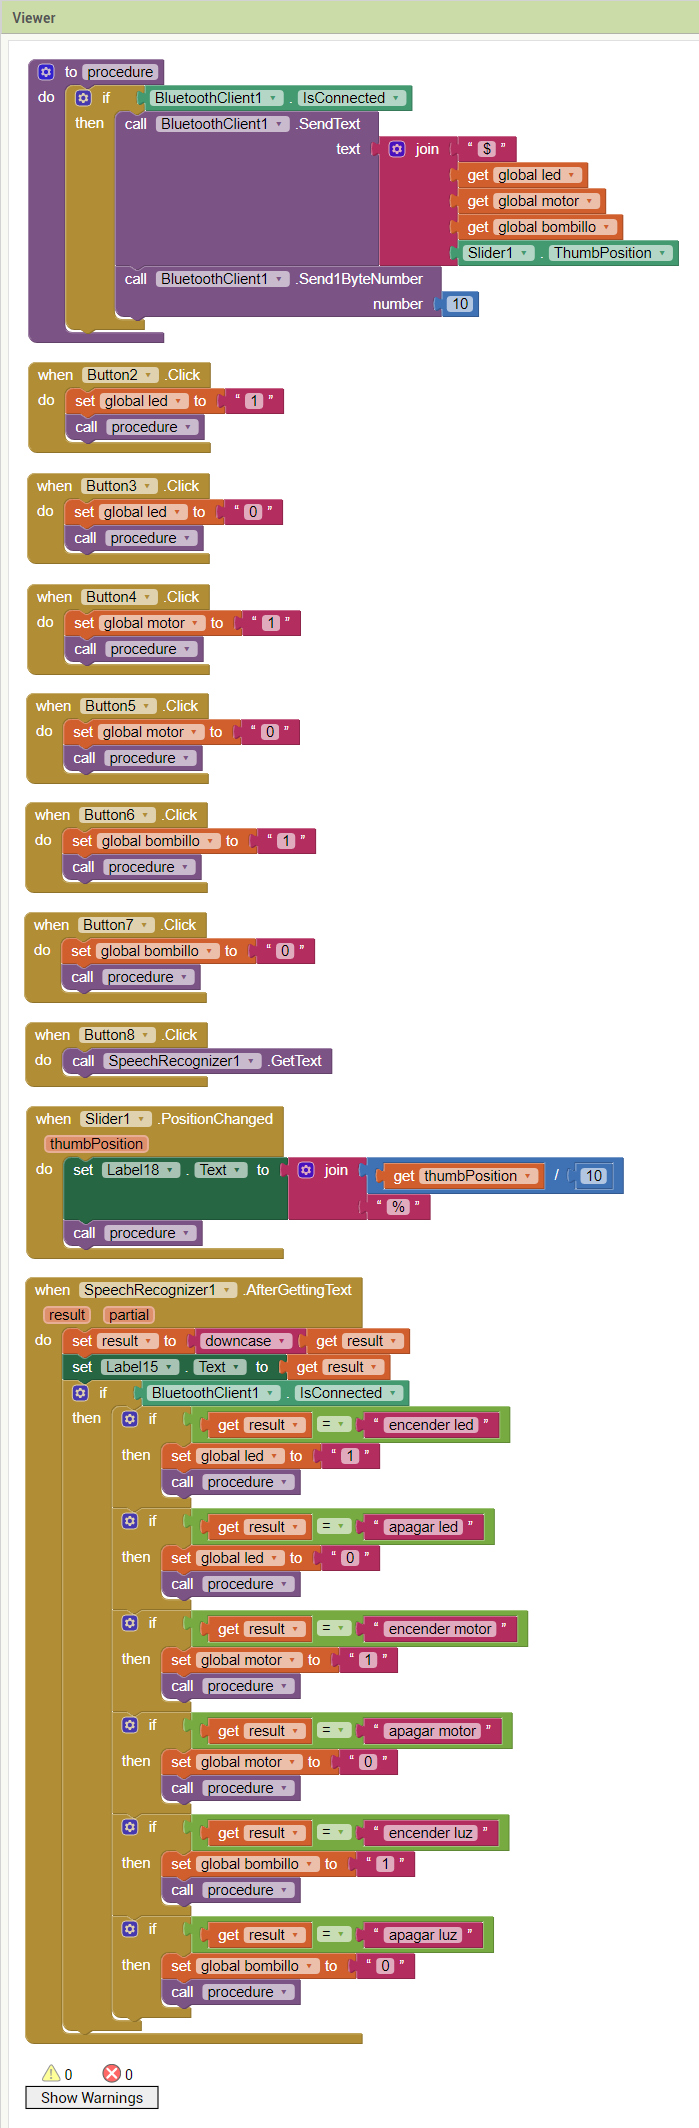 Viewer
to procedure
do if BluetoothClient1 . IsConnected
then call BluetoothClient1 .SendText
text join “ $ ”
get global led
get global motor
get global bombillo
Slider1 . ThumbPosition
call BluetoothClient1 .Send1ByteNumber
number 10
when Button2 .Click
do set global led to “ 1 ”
call procedure
when Button3 .Click
do set global led to “ 0 ”
call procedure
when Button4 .Click
do set global motor to “ 1 ”
call procedure
when Button5 .Click
do set global motor to “ 0 ”
call procedure
when Button6 .Click
do set global bombillo to “ 1 ”
call procedure
when Button7 .Click
do set global bombillo to “ 0 ”
call procedure
when Button8 .Click
do call SpeechRecognizer1 .GetText
when Slider1 .PositionChanged
thumbPosition
do set Label18 . Text to join get thumbPosition / 10
“ % ”
call procedure
when SpeechRecognizer1 .AfterGettingText
result partial
do set result to downcase get result
set Label15 . Text to get result
if BluetoothClient1 . IsConnected
then if get result = “ encender led ”
then set global led to “ 1 ”
call procedure
if get result = “ apagar led ”
then set global led to “ 0 ”
call procedure
if get result = “ encender motor ”
then set global motor to “ 1 ”
call procedure
if get result = “ apagar motor ”
then set global motor to “ 0 ”
call procedure
if get result = “ encender luz ”
then set global bombillo to “ 1 ”
call procedure
if get result = “ apagar luz ”
then set global bombillo to “ 0 ”
call procedure
0 0
Show Warnings